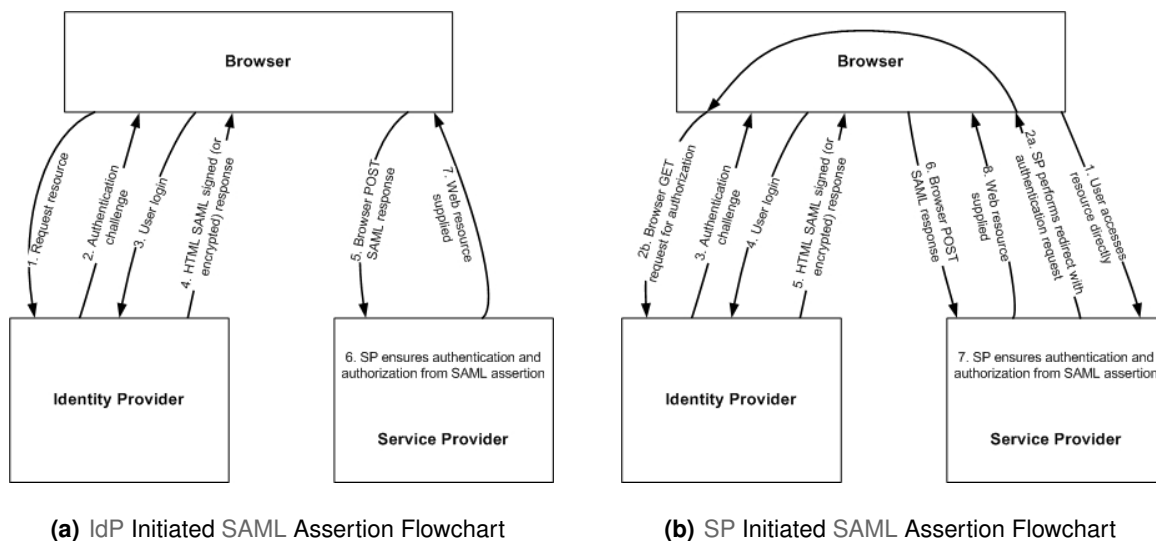 Browser
1. Request resource
2. Authentication
challenge
3. User login
4. HTML SAML signed (or
encrypted) response
5. Browser POST
SAML response
7. Web resource
supplied
6. SP ensures authentication and
authorization from SAML assertion
Identity Provider
Service Provider
(a) IdP Initiated SAML Assertion Flowchart
Browser
2b. Browser GET
request for authorization
3. Authentication
challenge
4. User login
5. HTML SAML signed (or
encrypted) response
6. Browser POST
SAML response
8. Web resource
supplied
2a. SP performs redirect with
authentication request
1. User accesses
resource directly
7. SP ensures authentication and
authorization from SAML assertion
Identity Provider
Service Provider
(b) SP Initiated SAML Assertion Flowchart